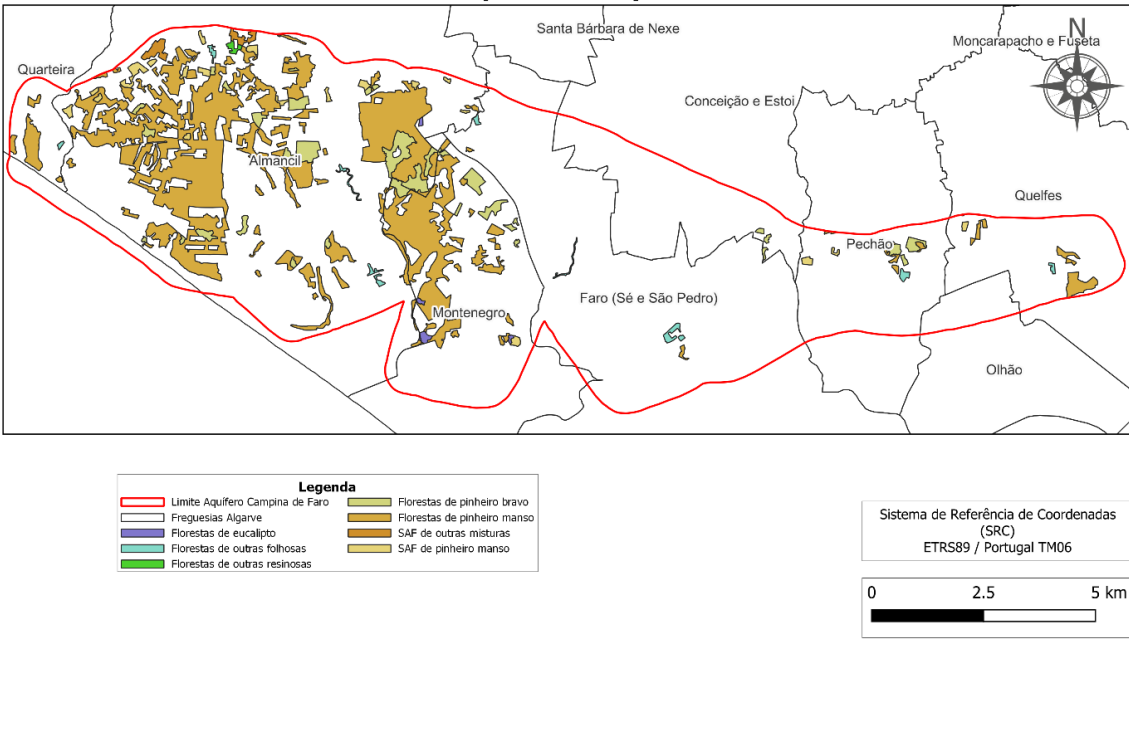 Santa Bárbara de Nexe
N
Moncarapacho e Fuseta
Quarteira
Conceição e Estoi
Almancil
Quelfes
Pechão
Faro (Sé e São Pedro)
Montenegro
Olhão
Legenda
Limite Aquífero Campina de Faro
Freguesias Algarve
Florestas de eucalipto
Florestas de outras folhosas
Florestas de outras resinosas
Florestas de pinheiro bravo
Florestas de pinheiro manso
SAF de outras misturas
SAF de pinheiro manso
Sistema de Referência de Coordenadas
(SRC)
ETRS89 / Portugal TM06
0 2.5 5 km